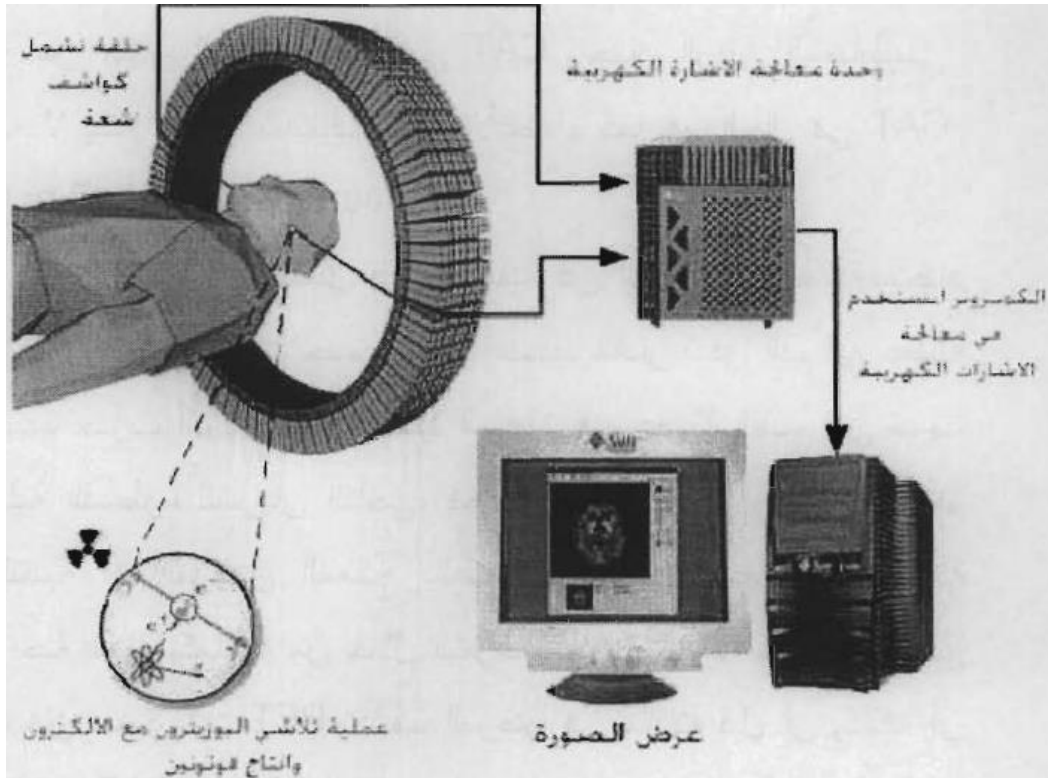 حلقة تشمل
كواشف
أشعة
وحدة معالجة الاشارة الكهربية
الكمبيوتر المستخدم
في معالجة
الاشارات الكهربية
Sun
عملية تلاشي البوزيترون مع الالكترون
وانتاج فوتونين
عرض الصورة